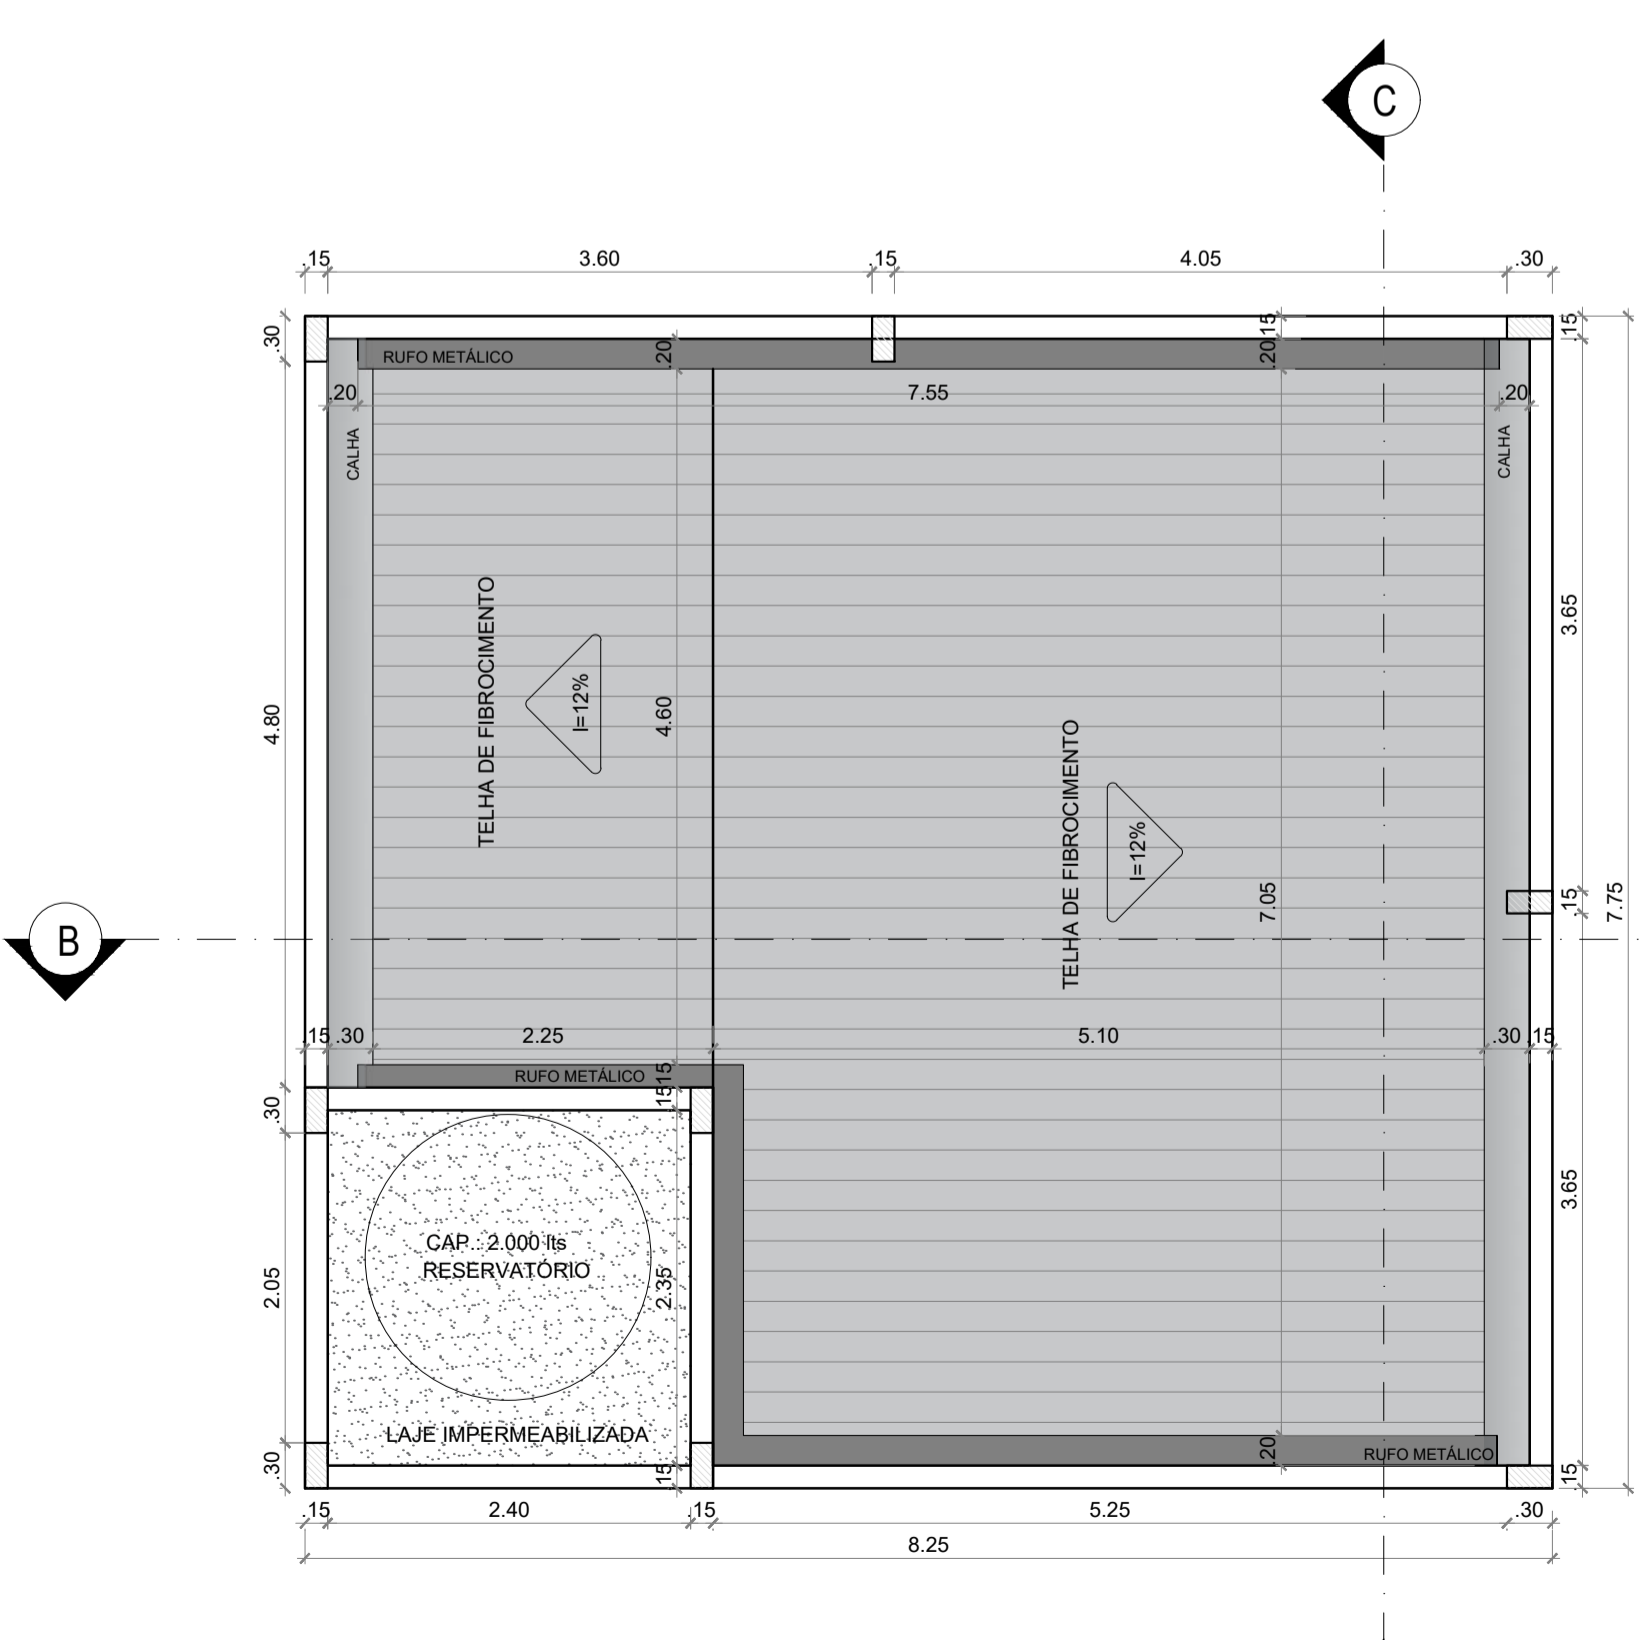 C
.15
3.60
.15
4.05
.30
.30
.15
.15
RUFO METÁLICO
.20
.20
.20
7.55
.20
CALHA
CALHA
TELHA DE FIBROCIMENTO
I=12%
4.60
4.80
3.65
TELHA DE FIBROCIMENTO
I=12%
7.05
.15
7.75
B
.15
.30
2.25
5.10
.30
.15
RUFO METÁLICO
.15
.15
.30
3.65
CAP.: 2.000 lts
RESERVATÓRIO
2.05
2.35
LAJE IMPERMEABILIZADA
.30
.15
.20
RUFO METÁLICO
.15
.15
2.40
.15
5.25
.30
8.25